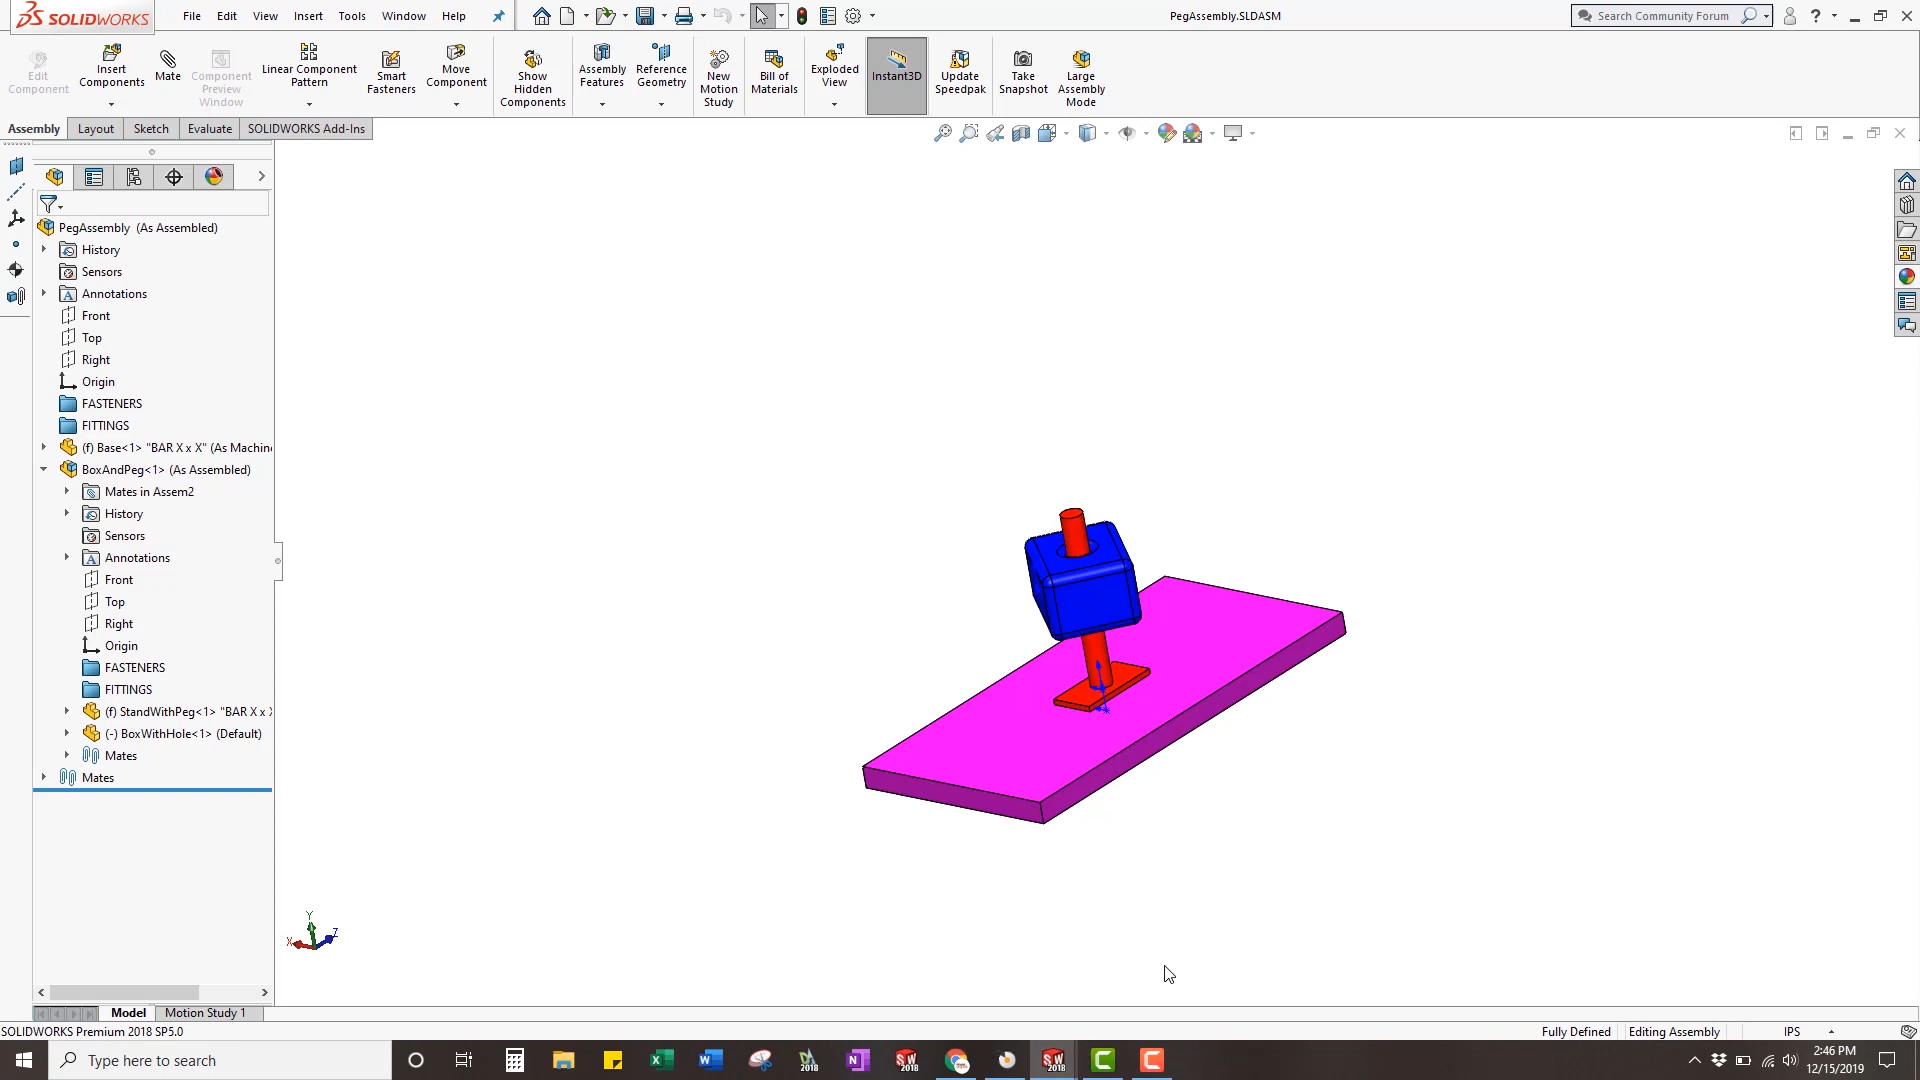 SOLIDWORKS
File Edit View Insert Tools Window Help
PegAssembly.SLDASM
Search Community Forum
Edit Component
Insert Components
Mate
Component Preview Window
Linear Component Pattern
Smart Fasteners
Move Component
Show Hidden Components
Assembly Features
Reference Geometry
New Motion Study
Bill of Materials
Exploded View
Instant3D
Update Speedpak
Take Snapshot
Large Assembly Mode
Assembly Layout Sketch Evaluate SOLIDWORKS Add-Ins
PegAssembly (As Assembled)
History
Sensors
Annotations
Front
Top
Right
Origin
FASTENERS
FITTINGS
(f) Base<1> "BAR X x X" (As Machin
BoxAndPeg<1> (As Assembled)
Mates in Assem2
History
Sensors
Annotations
Front
Top
Right
Origin
FASTENERS
FITTINGS
(f) StandWithPeg<1> "BAR X x X
(-) BoxWithHole<1> (Default)
Mates
Mates
Y
X
Z
Model Motion Study 1
SOLIDWORKS Premium 2018 SP5.0
Fully Defined Editing Assembly IPS
Type here to search
2:46 PM
12/15/2019